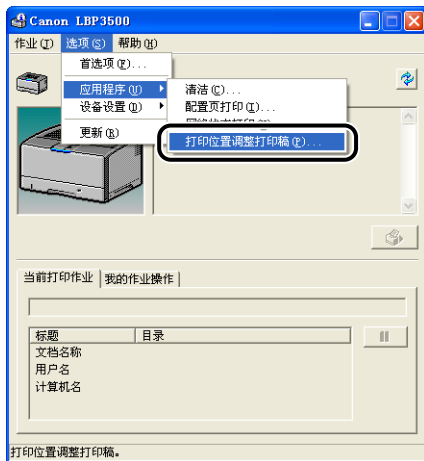 Canon LBP3500
作业(J) 选项(S) 帮助(H)
首选项(P)...
应用程序(U)
设备设置(D)
更新(R)
清洁(C)...
配置页打印(I)...
打印位置调整打印稿(P)...
当前打印作业 我的作业操作
标题 目录
文档名称
用户名
计算机名
打印位置调整打印稿。